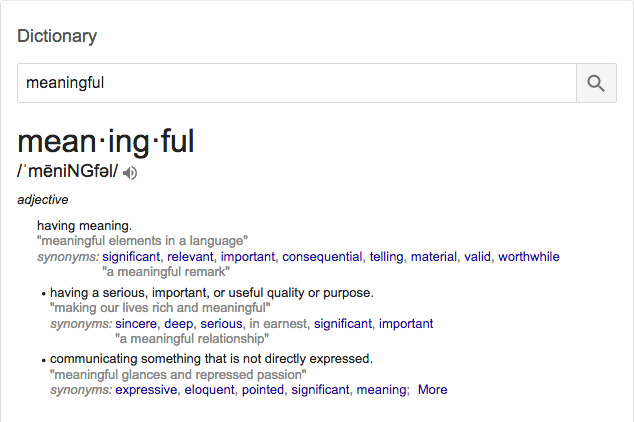 Dictionary
meaningful
mean·ing·ful
/ˈmēniNGfəl/
adjective
having meaning.
"meaningful elements in a language"
synonyms: significant, relevant, important, consequential, telling, material, valid, worthwhile
"a meaningful remark"
• having a serious, important, or useful quality or purpose.
"making our lives rich and meaningful"
synonyms: sincere, deep, serious, in earnest, significant, important
"a meaningful relationship"
• communicating something that is not directly expressed.
"meaningful glances and repressed passion"
synonyms: expressive, eloquent, pointed, significant, meaning; More